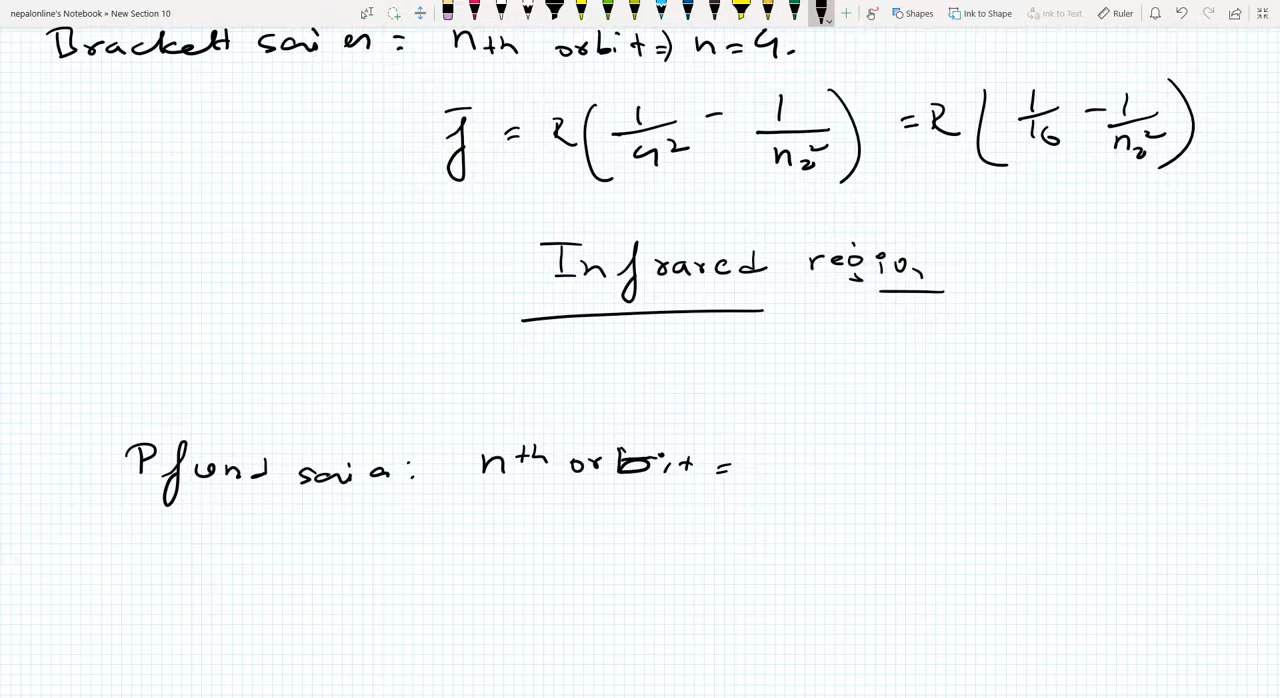 nepalonline's Notebook » New Section 10
Shapes Ink to Shape Ink to Text Ruler
Brackett series: nth orbit ⇒ n = 4.
f̄ = R(1/4² - 1/n₂²) = R(1/16 - 1/n₂²)
Infrared region
Pfund series: nth orbit =